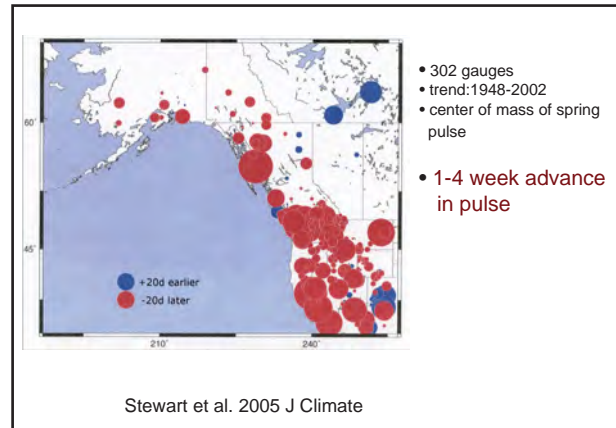 • 302 gauges
• trend:1948-2002
• center of mass of spring
pulse
• 1-4 week advance
in pulse
60°
45°
+20d earlier
-20d later
210°
240°
Stewart et al. 2005 J Climate